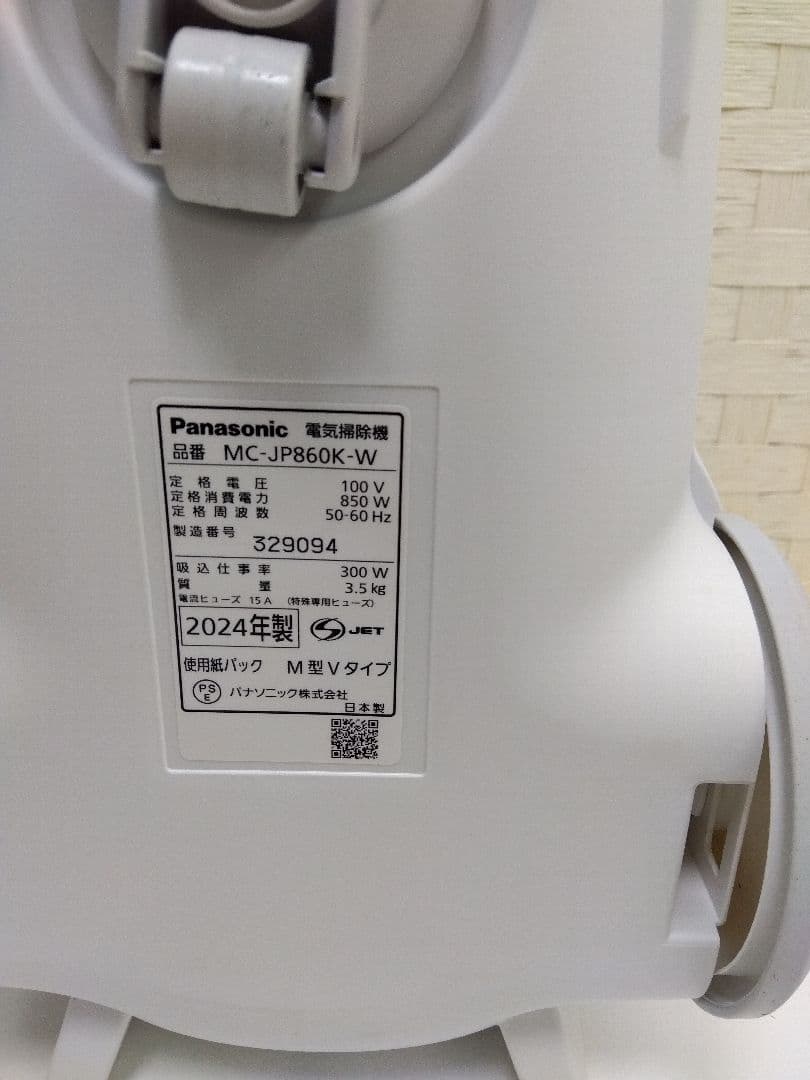 Panasonic 電気掃除機
品番 MC-JP860K-W
定格電圧 100 V
定格消費電力 850 W
定格周波数 50-60 Hz
製造番号 329094
吸込仕事率 300 W
質量 3.5 kg
電流ヒューズ 15 A (特殊専用ヒューズ)
2024年製 S JET
使用紙パック M型Vタイプ
PSE パナソニック株式会社
日本製